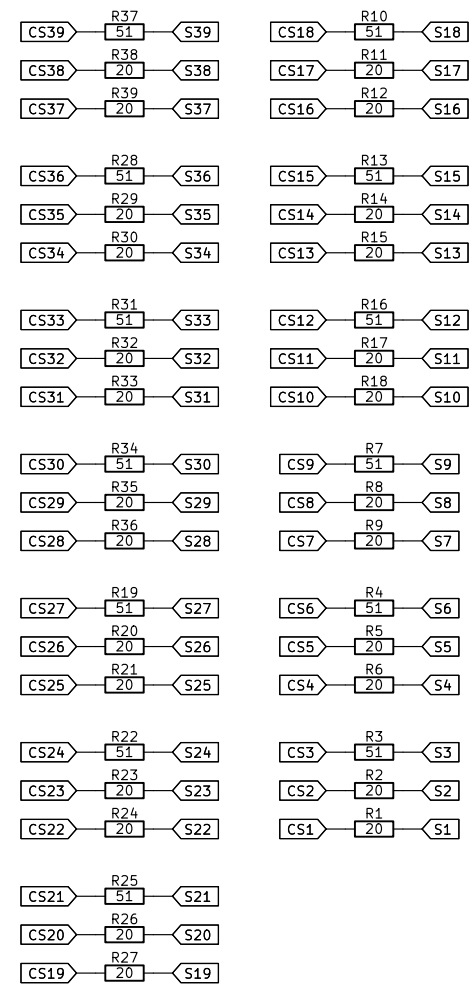 R37
CS39 51 S39
R38
CS38 20 S38
R39
CS37 20 S37
R28
CS36 51 S36
R29
CS35 20 S35
R30
CS34 20 S34
R31
CS33 51 S33
R32
CS32 20 S32
R33
CS31 20 S31
R34
CS30 51 S30
R35
CS29 20 S29
R36
CS28 20 S28
R19
CS27 51 S27
R20
CS26 20 S26
R21
CS25 20 S25
R22
CS24 51 S24
R23
CS23 20 S23
R24
CS22 20 S22
R25
CS21 51 S21
R26
CS20 20 S20
R27
CS19 20 S19
R10
CS18 51 S18
R11
CS17 20 S17
R12
CS16 20 S16
R13
CS15 51 S15
R14
CS14 20 S14
R15
CS13 20 S13
R16
CS12 51 S12
R17
CS11 20 S11
R18
CS10 20 S10
R7
CS9 51 S9
R8
CS8 20 S8
R9
CS7 20 S7
R4
CS6 51 S6
R5
CS5 20 S5
R6
CS4 20 S4
R3
CS3 51 S3
R2
CS2 20 S2
R1
CS1 20 S1